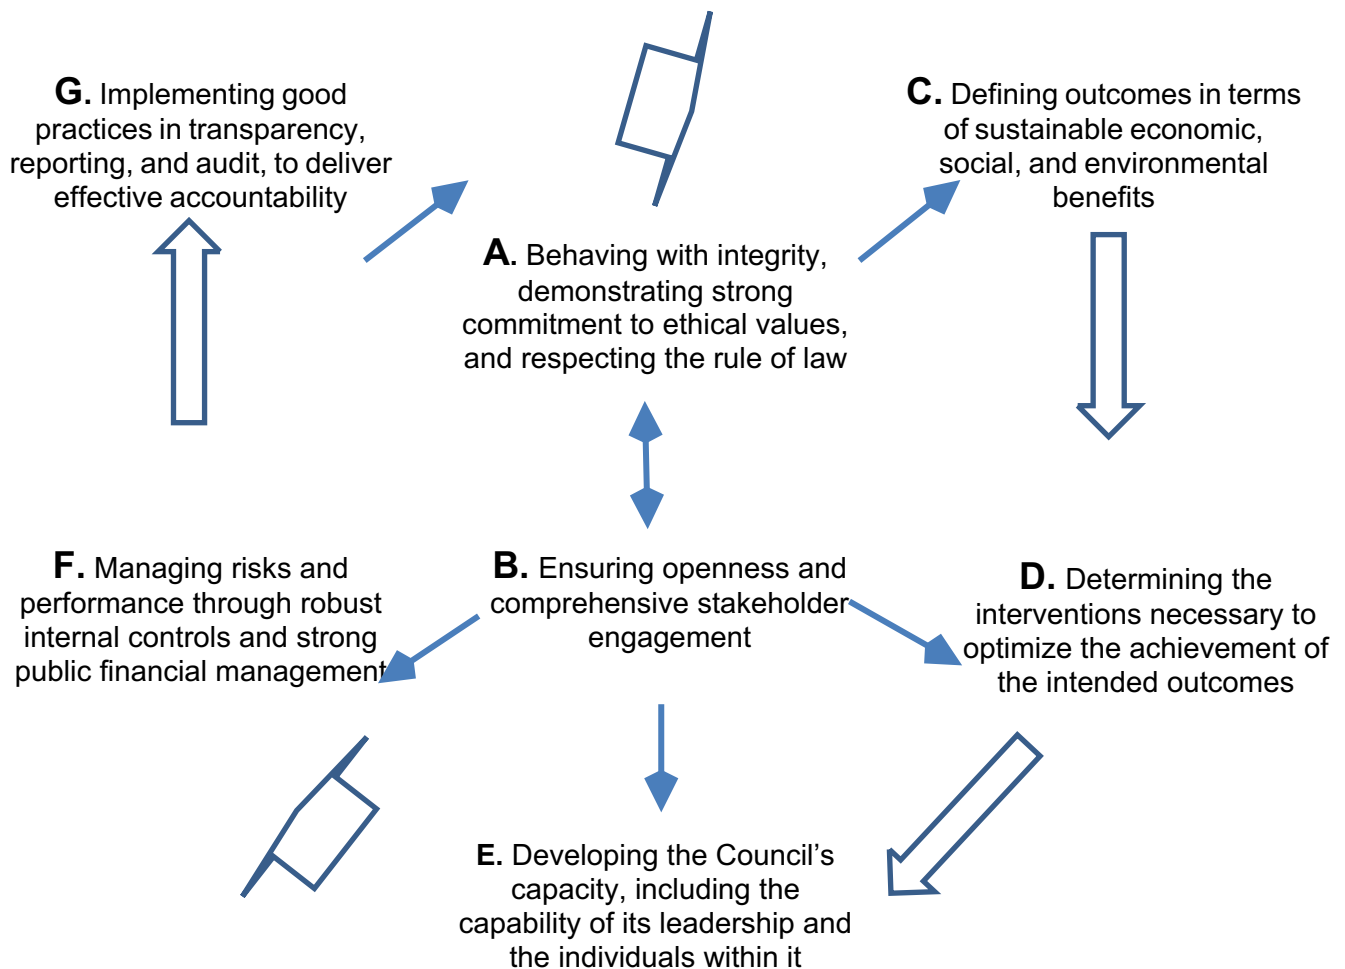 G. Implementing good
practices in transparency,
reporting, and audit, to deliver
effective accountability
C. Defining outcomes in terms
of sustainable economic,
social, and environmental
benefits
A. Behaving with integrity,
demonstrating strong
commitment to ethical values,
and respecting the rule of law
F. Managing risks and
performance through robust
internal controls and strong
public financial management
B. Ensuring openness and
comprehensive stakeholder
engagement
D. Determining the
interventions necessary to
optimize the achievement of
the intended outcomes
E. Developing the Council’s
capacity, including the
capability of its leadership and
the individuals within it